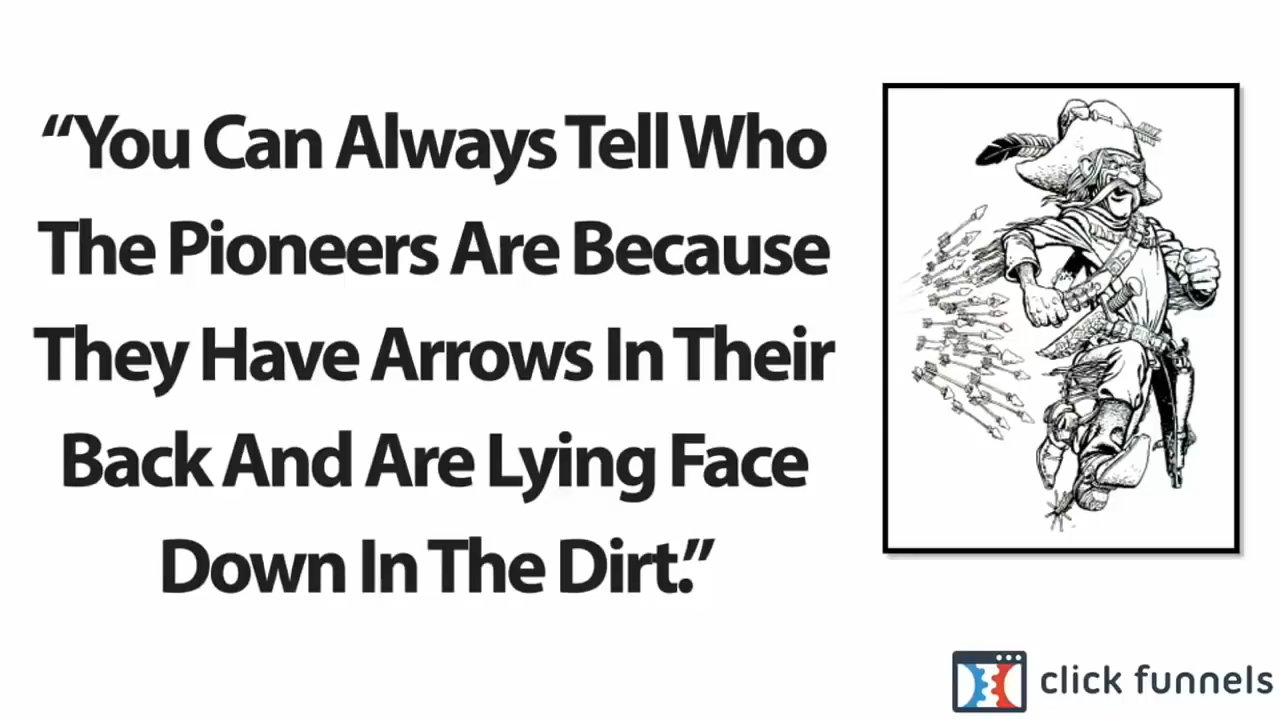 “You Can Always Tell Who
The Pioneers Are Because
They Have Arrows In Their
Back And Are Lying Face
Down In The Dirt.”
click funnels